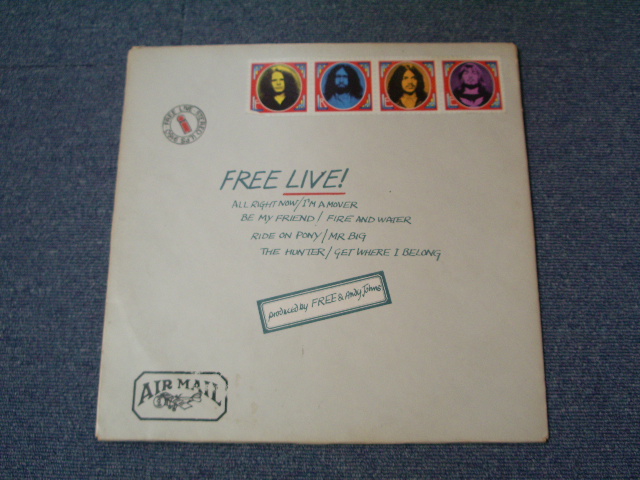 FREE LIVE!
ALL RIGHT NOW/I'M A MOVER
BE MY FRIEND/FIRE AND WATER
RIDE ON PONY/MR BIG
THE HUNTER/GET WHERE I BELONG
produced by FREE & Andy Johns
AIR MAIL